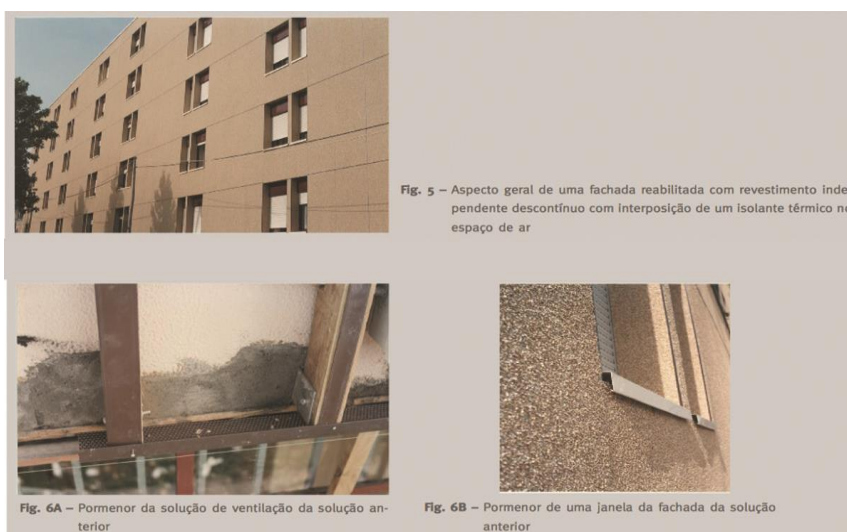 Fig. 5 – Aspecto geral de uma fachada reabilitada com revestimento inde-
pendente descontínuo com interposição de um isolante térmico no
espaço de ar
Fig. 6A – Pormenor da solução de ventilação da solução an-
terior
Fig. 6B – Pormenor de uma janela da fachada da solução
anterior